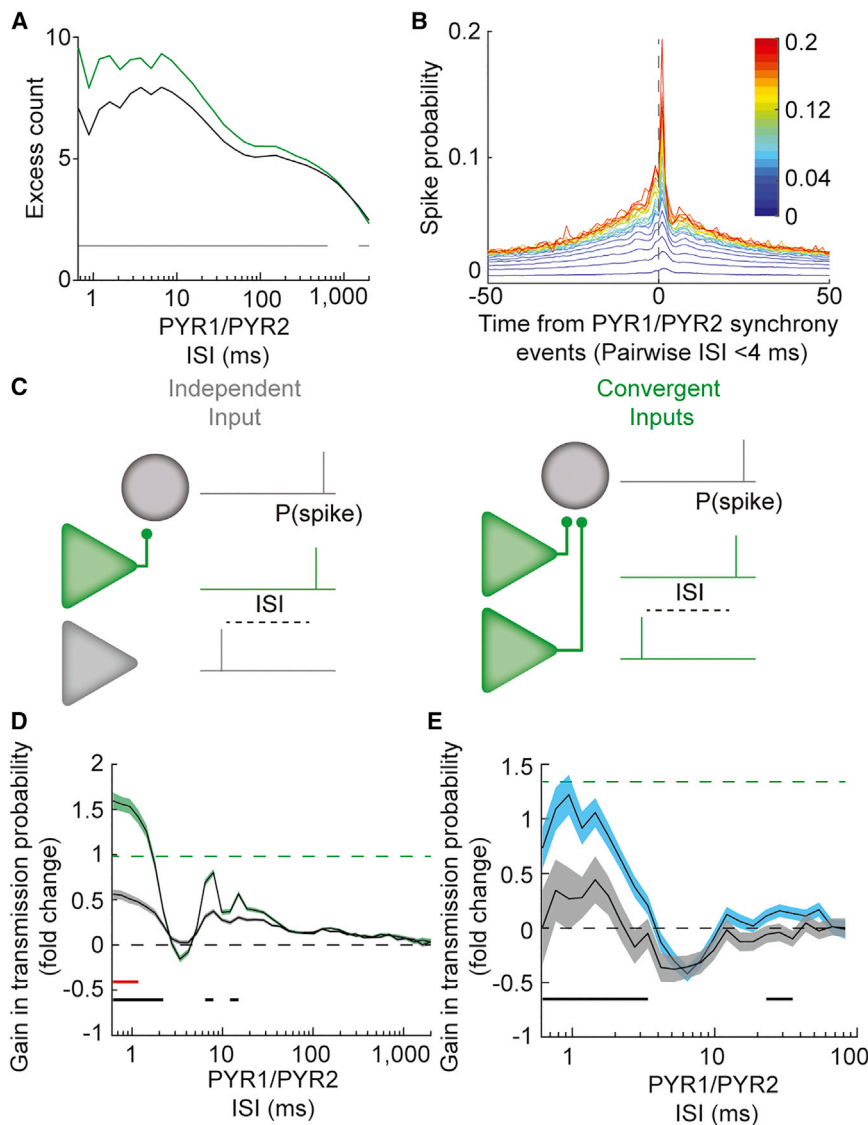 A
10
5
0
Excess count
1
10
100
1,000
PYR1/PYR2
ISI (ms)
B
0.2
0.1
0
Spike probability
0.2
0.12
0.04
0
-50
0
50
Time from PYR1/PYR2 synchrony
events (Pairwise ISI <4 ms)
C
Independent
Input
P(spike)
ISI
Convergent
Inputs
P(spike)
ISI
D
Gain in transmission probability
(fold change)
2
1.5
1
0.5
0
-0.5
-1
1
10
100
1,000
PYR1/PYR2
ISI (ms)
E
Gain in transmission probability
(fold change)
1.5
1
0.5
0
-0.5
-1
1
10
100
PYR1/PYR2
ISI (ms)